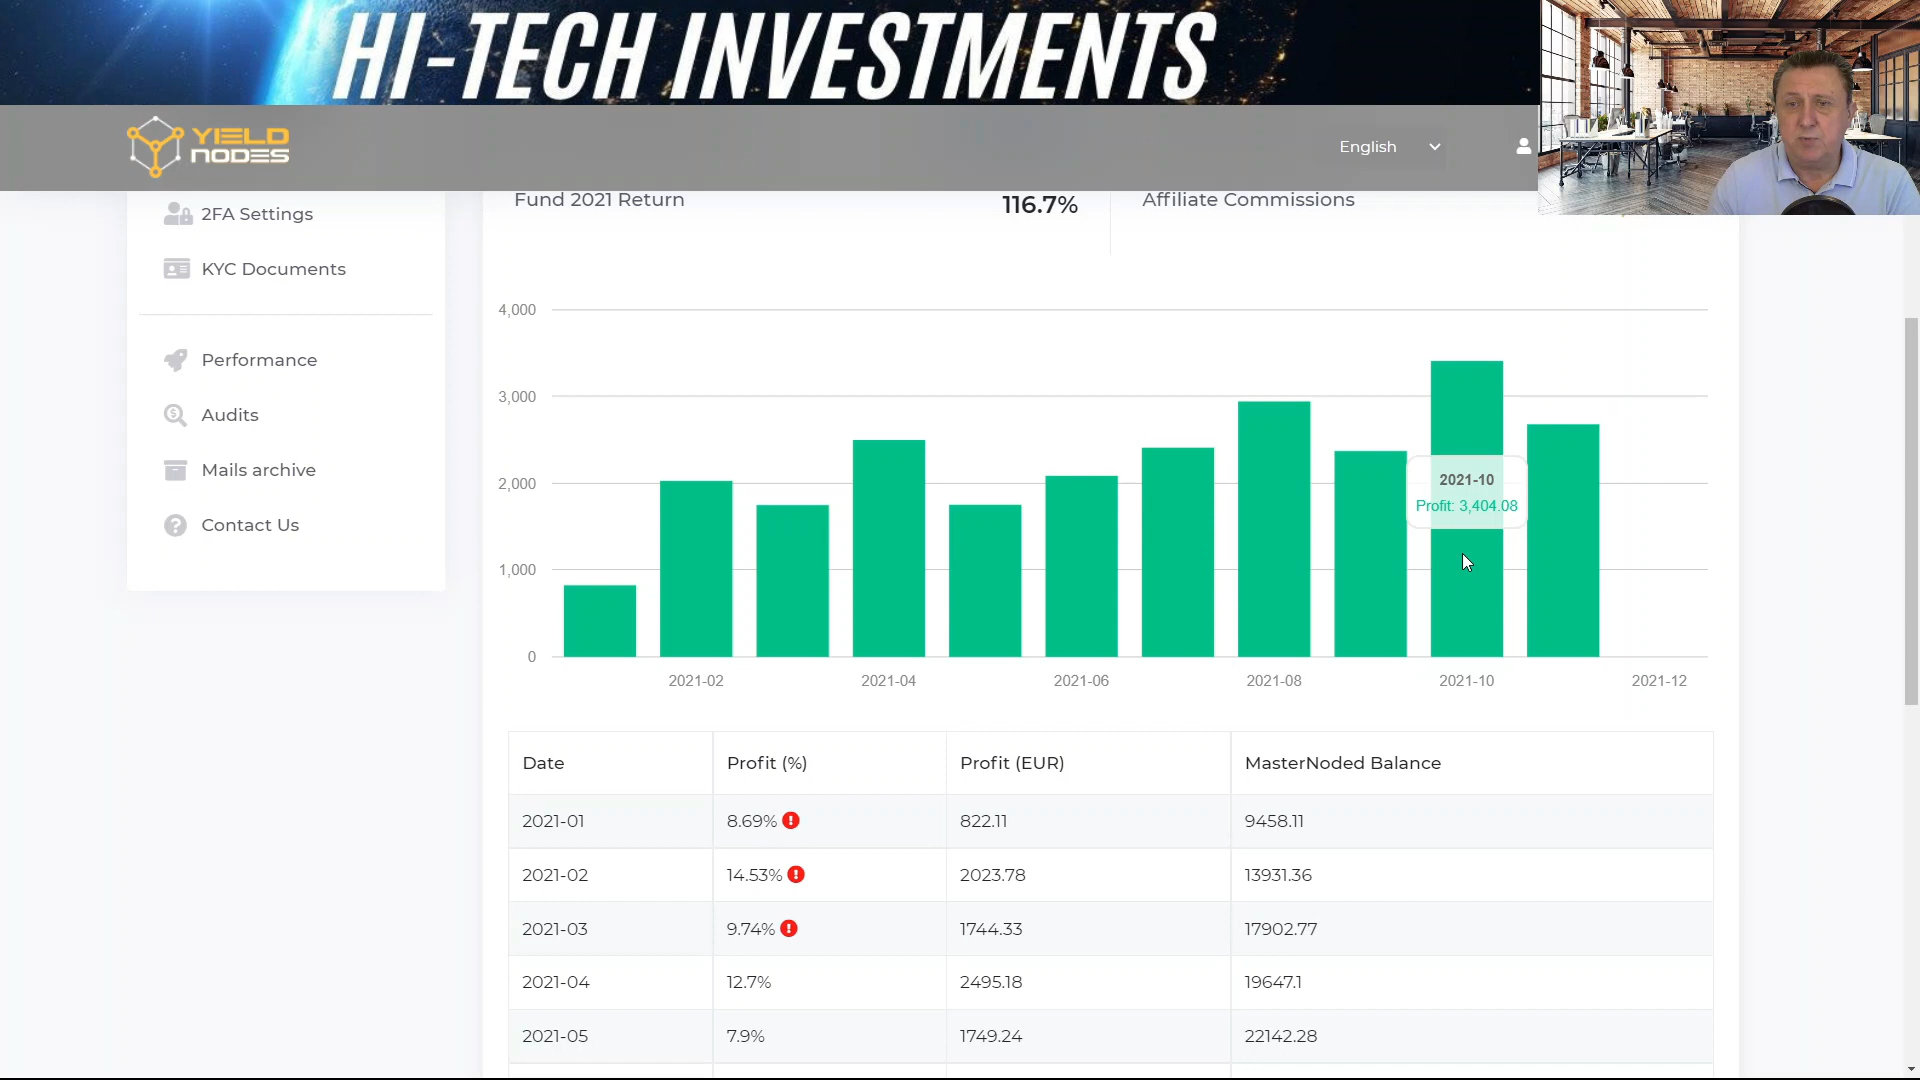 HI-TECH INVESTMENTS
YIELD
NODES
English
2FA Settings
KYC Documents
Performance
Audits
Mails archive
Contact Us
Fund 2021 Return
116.7%
Affiliate Commissions
4,000
3,000
2,000
1,000
0
2021-10
Profit: 3,404.08
2021-02 2021-04 2021-06 2021-08 2021-10 2021-12
Date Profit (%) Profit (EUR) MasterNoded Balance
2021-01 8.69% 822.11 9458.11
2021-02 14.53% 2023.78 13931.36
2021-03 9.74% 1744.33 17902.77
2021-04 12.7% 2495.18 19647.1
2021-05 7.9% 1749.24 22142.28